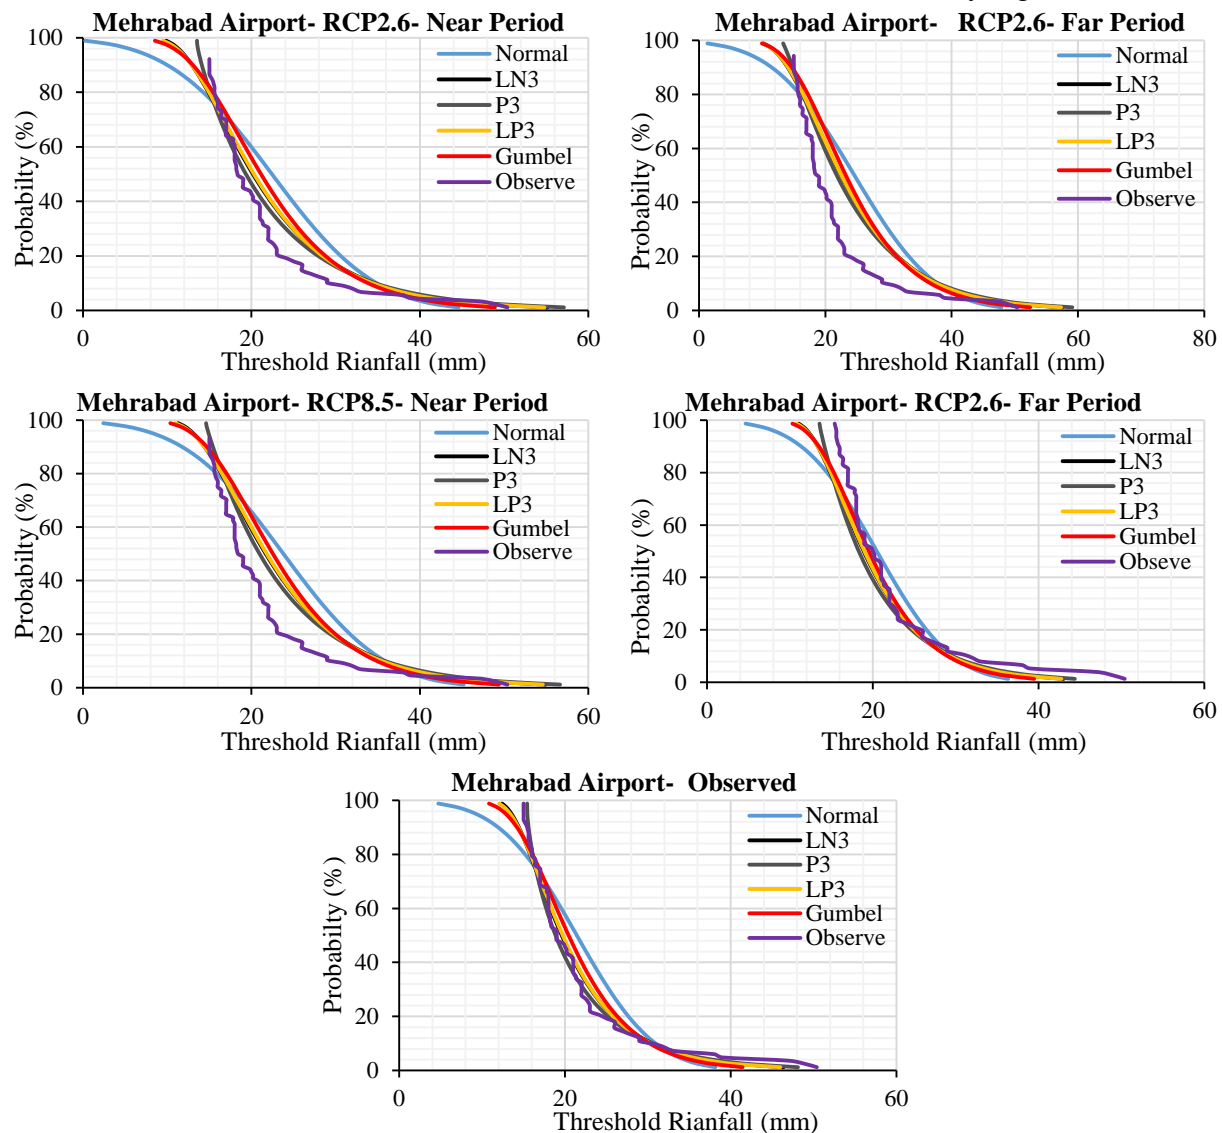 Mehrabad Airport- RCP2.6- Near Period
100
80
60
40
20
0
Probabilty (%)
0 20 40 60
Threshold Rianfall (mm)
Normal
LN3
P3
LP3
Gumbel
Observe
Mehrabad Airport- RCP2.6- Far Period
100
80
60
40
20
0
Probability (%)
0 20 40 60 80
Threshold Rianfall (mm)
Normal
LN3
P3
LP3
Gumbel
Observe
Mehrabad Airport- RCP8.5- Near Period
100
80
60
40
20
0
Probabilty (%)
0 20 40 60
Threshold Rianfall (mm)
Normal
LN3
P3
LP3
Gumbel
Observe
Mehrabad Airport- RCP2.6- Far Period
100
80
60
40
20
0
Probabilty (%)
0 20 40 60
Threshold Rianfall (mm)
Normal
LN3
P3
LP3
Gumbel
Obseve
Mehrabad Airport- Observed
100
80
60
40
20
0
Probabilty (%)
0 20 40 60
Threshold Rianfall (mm)
Normal
LN3
P3
LP3
Gumbel
Observe